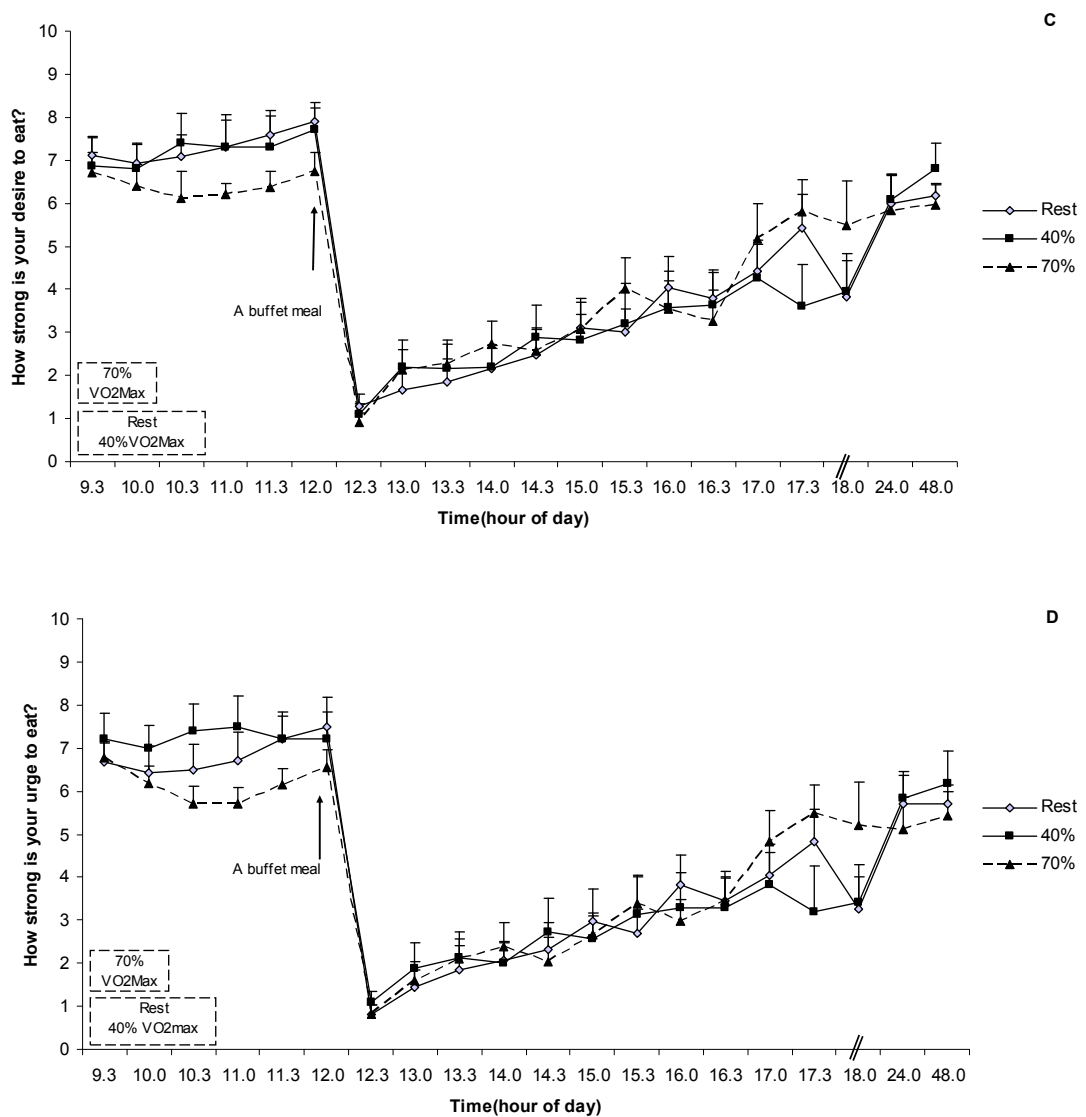 C
How strong is your desire to eat?
10
9
8
7
6
5
4
3
2
1
0
A buffet meal
70%
VO2Max
Rest
40%VO2Max
9.3 10.0 10.3 11.0 11.3 12.0 12.3 13.0 13.3 14.0 14.3 15.0 15.3 16.0 16.3 17.0 17.3 18.0 24.0 48.0
Time(hour of day)
Rest
40%
70%
D
How strong is your urge to eat?
10
9
8
7
6
5
4
3
2
1
0
A buffet meal
70%
VO2Max
Rest
40% VO2max
9.3 10.0 10.3 11.0 11.3 12.0 12.3 13.0 13.3 14.0 14.3 15.0 15.3 16.0 16.3 17.0 17.3 18.0 24.0 48.0
Time(hour of day)
Rest
40%
70%